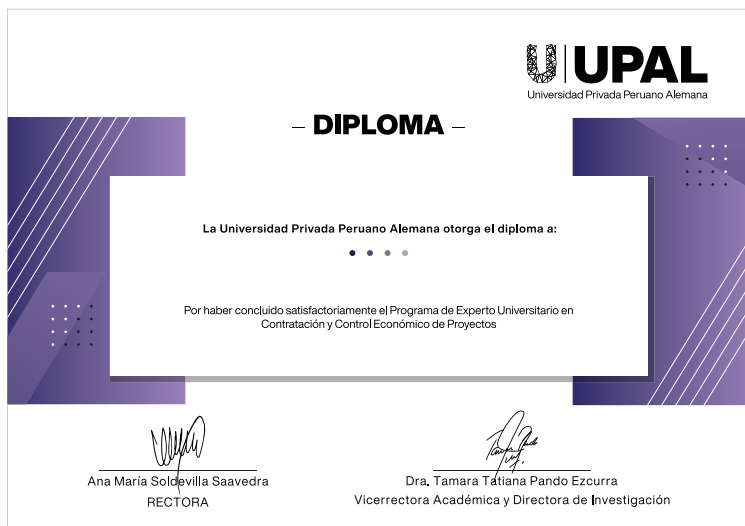 UPAL
Universidad Privada Peruano Alemana
– DIPLOMA –
La Universidad Privada Peruano Alemana otorga el diploma a:
Por haber concluido satisfactoriamente el Programa de Experto Universitario en
Contratación y Control Económico de Proyectos
Ana María Soldevilla Saavedra
RECTORA
Dra. Tamara Tatiana Pando Ezcurra
Vicerrectora Académica y Directora de Investigación